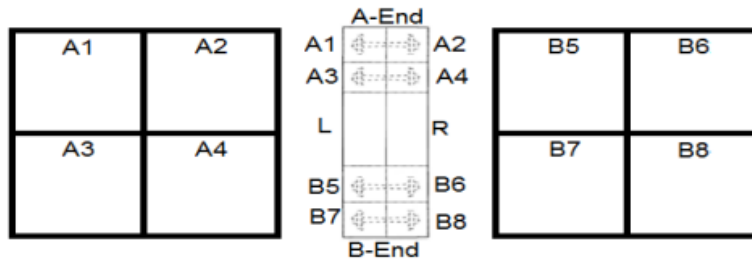 A-End
A1 A2 A1 A2 B5 B6
A3 A4
L R
A3 A4 B7 B8
B5 B6
B7 B8
B-End